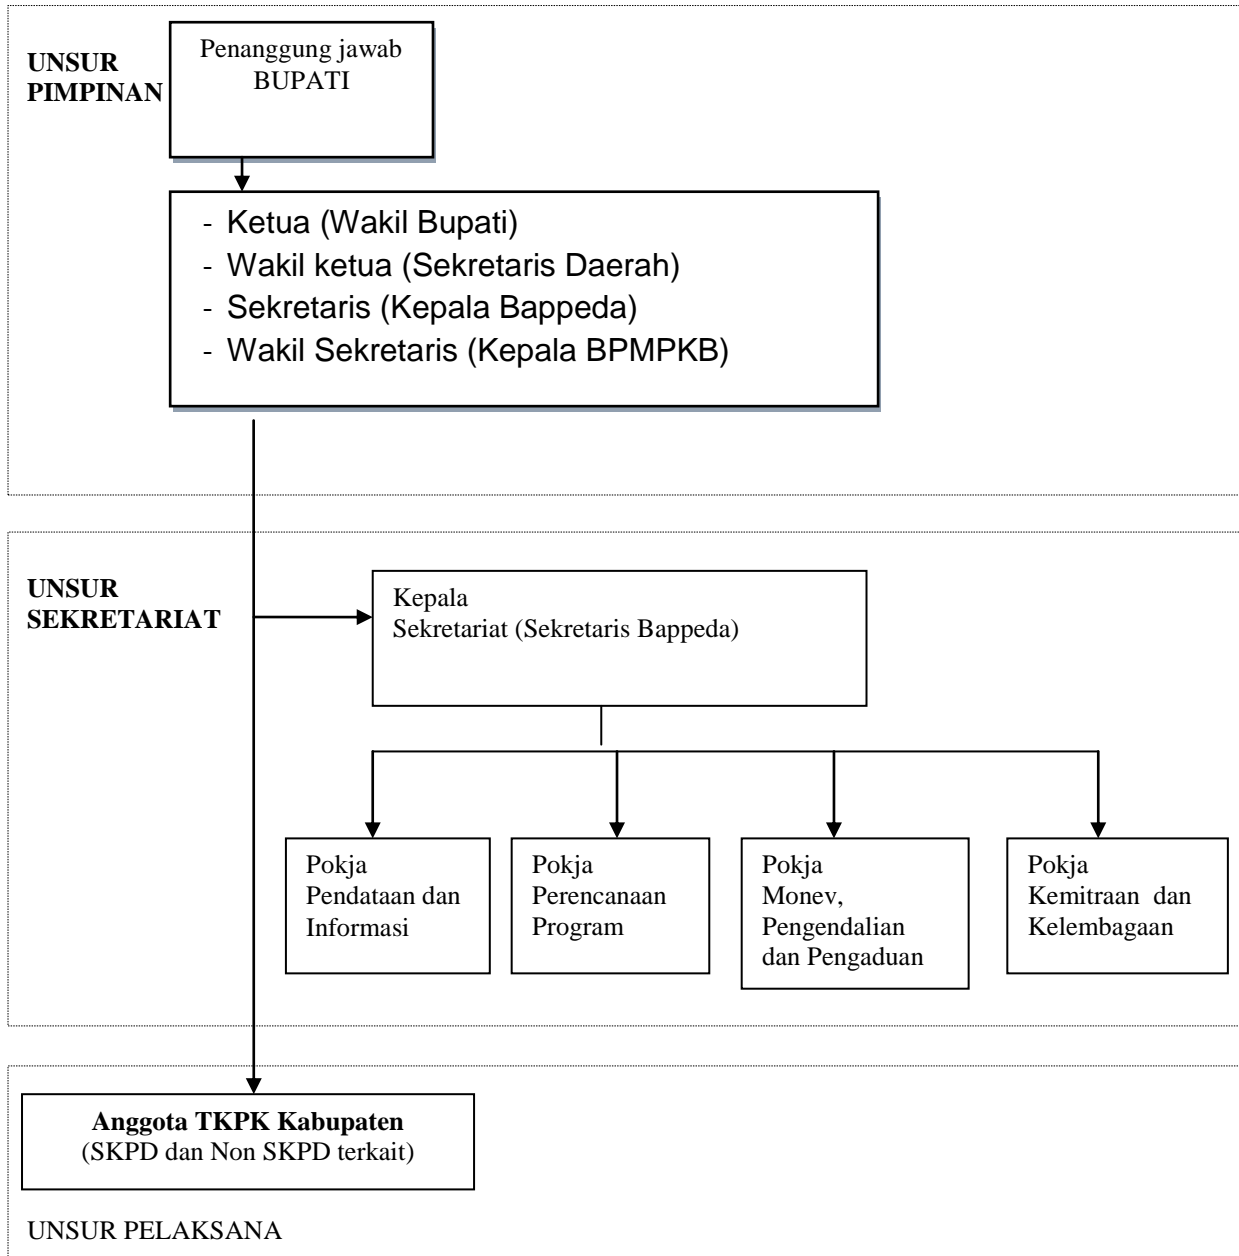 UNSUR
PIMPINAN
Penanggung jawab
BUPATI
- Ketua (Wakil Bupati)
- Wakil ketua (Sekretaris Daerah)
- Sekretaris (Kepala Bappeda)
- Wakil Sekretaris (Kepala BPMPKB)
UNSUR
SEKRETARIAT
Kepala
Sekretariat (Sekretaris Bappeda)
Pokja
Pendataan dan
Informasi
Pokja
Perencanaan
Program
Pokja
Monev,
Pengendalian
dan Pengaduan
Pokja
Kemitraan dan
Kelembagaan
Anggota TKPK Kabupaten
(SKPD dan Non SKPD terkait)
UNSUR PELAKSANA